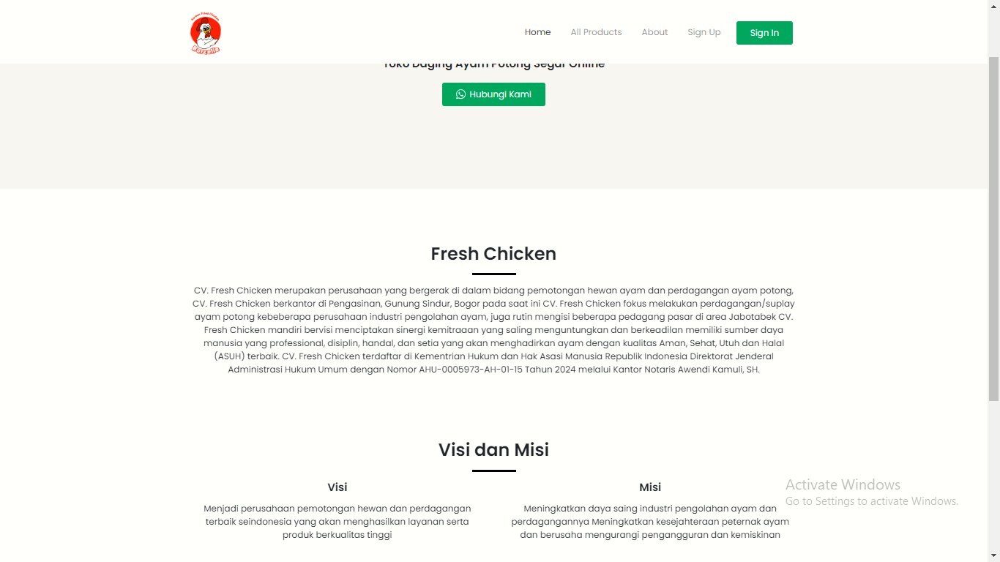 Korean Fried Chicken
Borcelle
Home
All Products
About
Sign Up
Sign In
Toko Daging Ayam Potong Segar Online
Hubungi Kami
Fresh Chicken
CV. Fresh Chicken merupakan perusahaan yang bergerak di dalam bidang pemotongan hewan ayam dan perdagangan ayam potong,
CV. Fresh Chicken berkantor di Pengasinan, Gunung Sindur, Bogor pada saat ini CV. Fresh Chicken fokus melakukan perdagangan/suplay
ayam potong kebeberapa perusahaan industri pengolahan ayam, juga rutin mengisi beberapa pedagang pasar di area Jabotabek CV.
Fresh Chicken mandiri bervisi menciptakan sinergi kemitraaan yang saling menguntungkan dan berkeadilan memiliki sumber daya
manusia yang professional, disiplin, handal, dan setia yang akan menghadirkan ayam dengan kualitas Aman, Sehat, Utuh dan Halal
(ASUH) terbaik. CV. Fresh Chicken terdaftar di Kementrian Hukum dan Hak Asasi Manusia Republik Indonesia Direktorat Jenderal
Administrasi Hukum Umum dengan Nomor AHU-0005973-AH-01-15 Tahun 2024 melalui Kantor Notaris Awendi Kamuli, SH.
Visi dan Misi
Visi
Menjadi perusahaan pemotongan hewan dan perdagangan
terbaik seindonesia yang akan menghasilkan layanan serta
produk berkualitas tinggi
Misi
Meningkatkan daya saing industri pengolahan ayam dan
perdagangannya Meningkatkan kesejahteraan peternak ayam
dan berusaha mengurangi pengangguran dan kemiskinan
Activate Windows
Go to Settings to activate Windows.